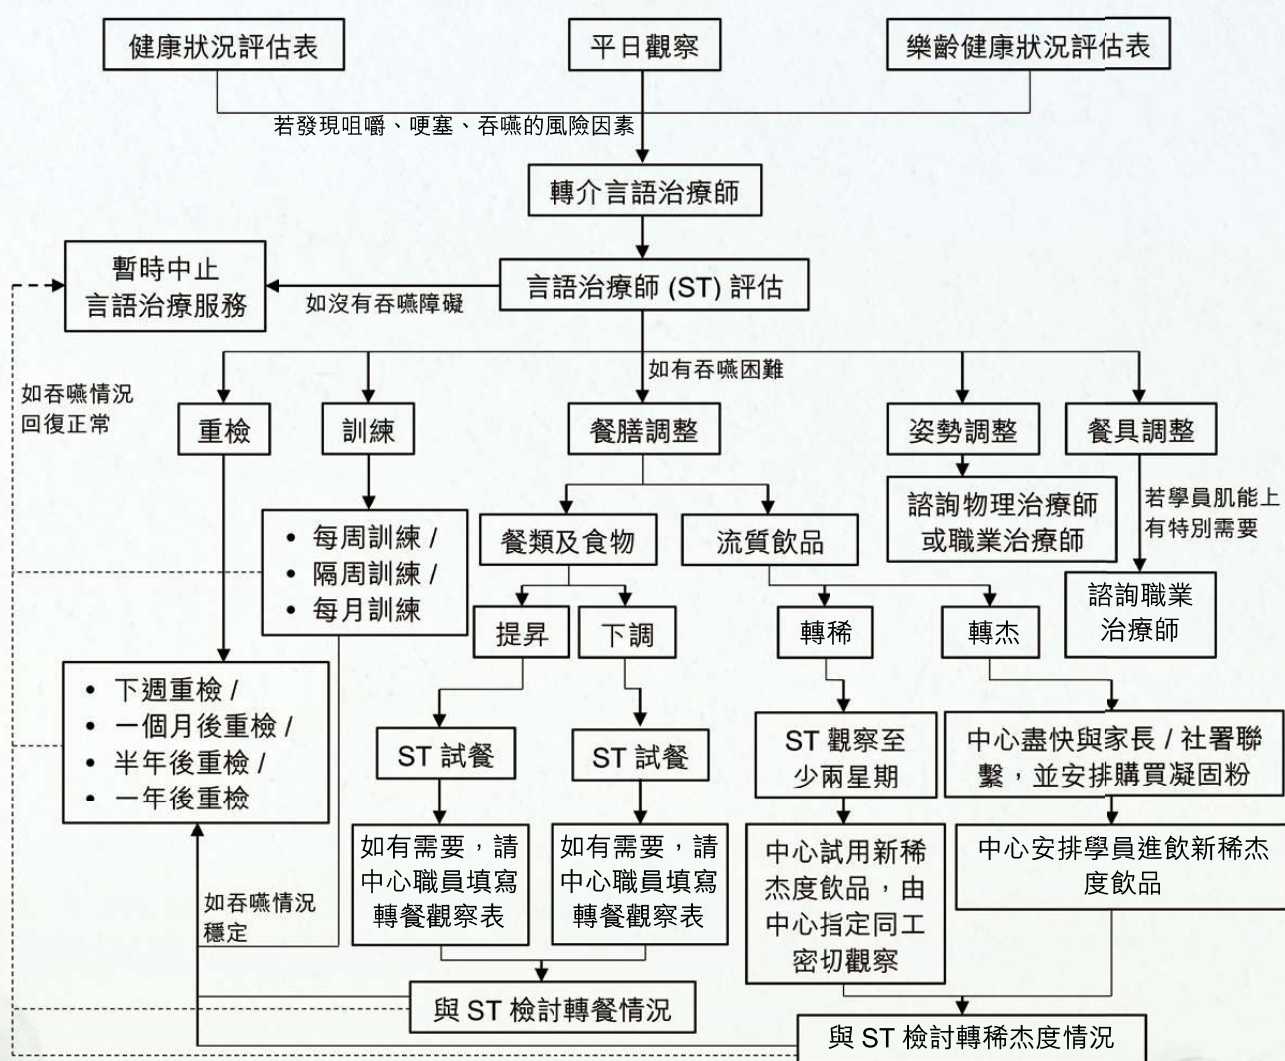 健康狀況評估表
平日觀察
樂齡健康狀況評估表
若發現咀嚼、哽塞、吞嚥的風險因素
轉介言語治療師
暫時中止
言語治療服務
言語治療師 (ST) 評估
如沒有吞嚥障礙
如有吞嚥困難
如吞嚥情況
回復正常
重檢
訓練
餐膳調整
姿勢調整
餐具調整
諮詢物理治療師
或職業治療師
若學員肌能上
有特別需要
• 每周訓練 /
• 隔周訓練 /
• 每月訓練
餐類及食物
流質飲品
諮詢職業
治療師
提昇
下調
轉稀
轉杰
• 下週重檢 /
• 一個月後重檢 /
• 半年後重檢 /
• 一年後重檢
ST 試餐
ST 試餐
ST 觀察至
少兩星期
中心盡快與家長 / 社署聯
繫，並安排購買凝固粉
如有需要，請
中心職員填寫
轉餐觀察表
如有需要，請
中心職員填寫
轉餐觀察表
中心試用新稀
杰度飲品，由
中心指定同工
密切觀察
中心安排學員進飲新稀杰
度飲品
如吞嚥情況
穩定
與 ST 檢討轉餐情況
與 ST 檢討轉稀杰度情況